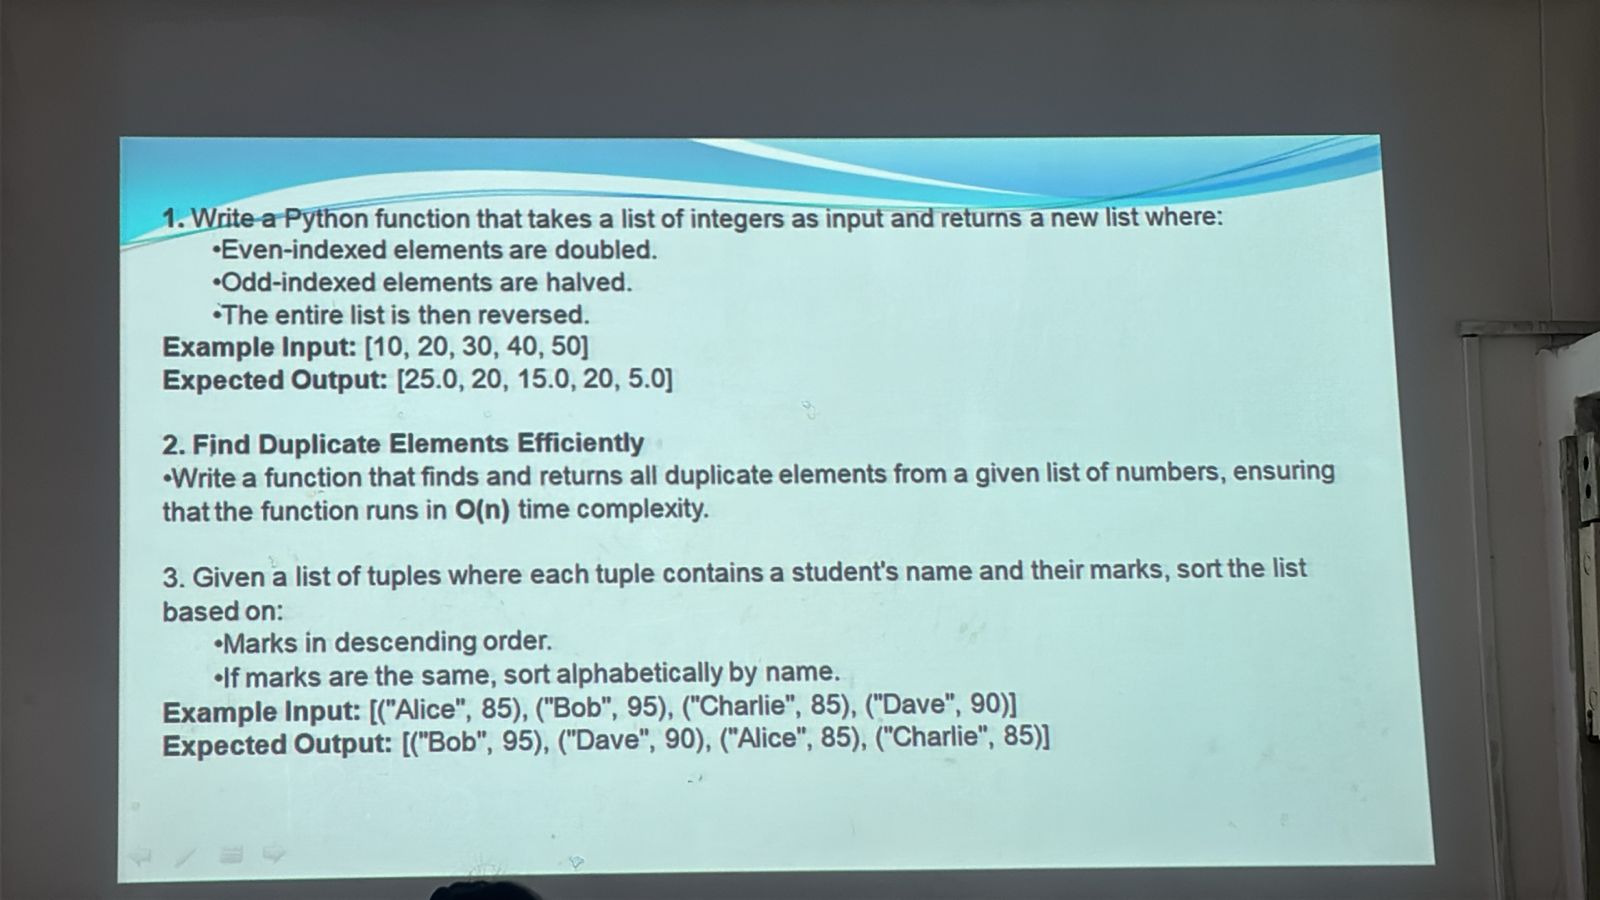 1. Write a Python function that takes a list of integers as input and returns a new list where:
•Even-indexed elements are doubled.
•Odd-indexed elements are halved.
•The entire list is then reversed.
Example Input: [10, 20, 30, 40, 50]
Expected Output: [25.0, 20, 15.0, 20, 5.0]
2. Find Duplicate Elements Efficiently
•Write a function that finds and returns all duplicate elements from a given list of numbers, ensuring
that the function runs in O(n) time complexity.
3. Given a list of tuples where each tuple contains a student's name and their marks, sort the list
based on:
•Marks in descending order.
•If marks are the same, sort alphabetically by name.
Example Input: [("Alice", 85), ("Bob", 95), ("Charlie", 85), ("Dave", 90)]
Expected Output: [("Bob", 95), ("Dave", 90), ("Alice", 85), ("Charlie", 85)]